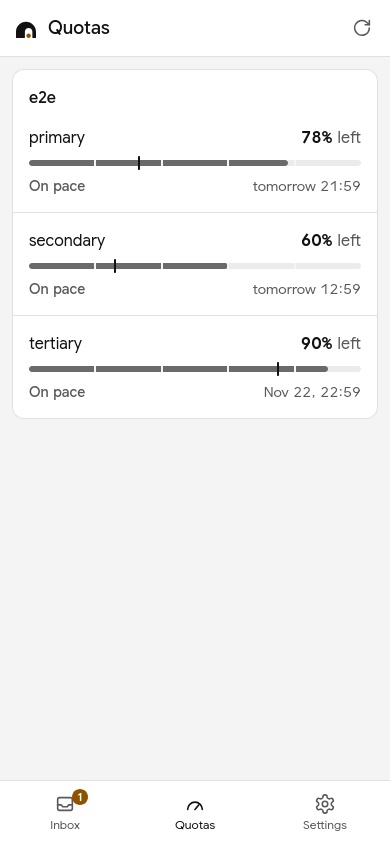 Quotas
e2e
primary 78% left
On pace tomorrow 21:59
secondary 60% left
On pace tomorrow 12:59
tertiary 90% left
On pace Nov 22, 22:59
1
Inbox Quotas Settings